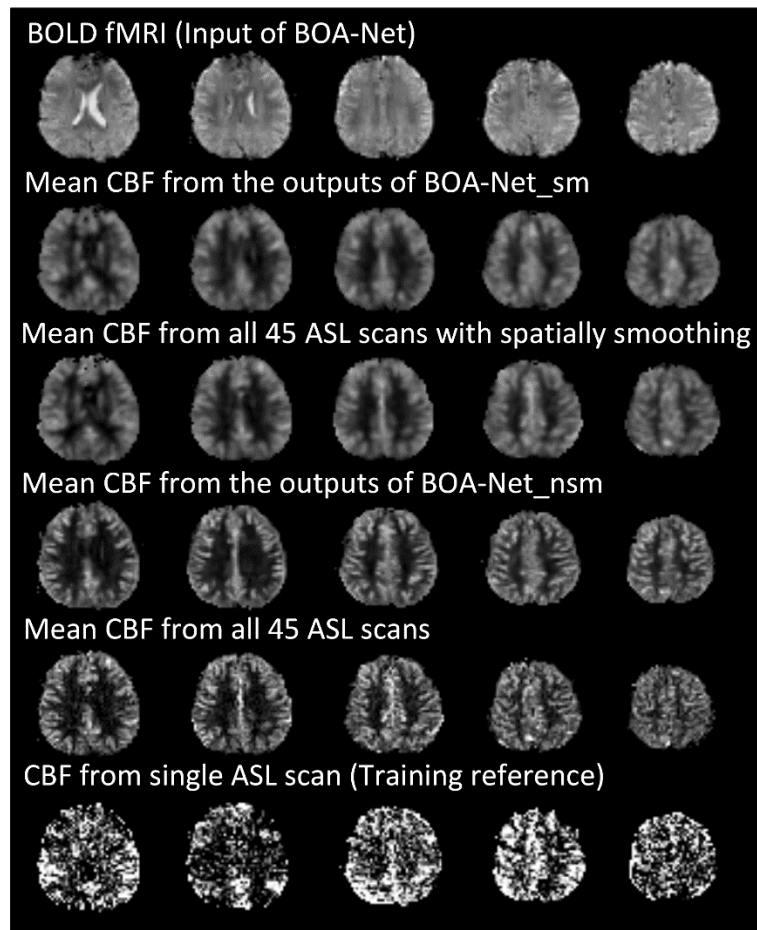 BOLD fMRI (Input of BOA-Net)
Mean CBF from the outputs of BOA-Net_sm
Mean CBF from all 45 ASL scans with spatially smoothing
Mean CBF from the outputs of BOA-Net_nsm
Mean CBF from all 45 ASL scans
CBF from single ASL scan (Training reference)